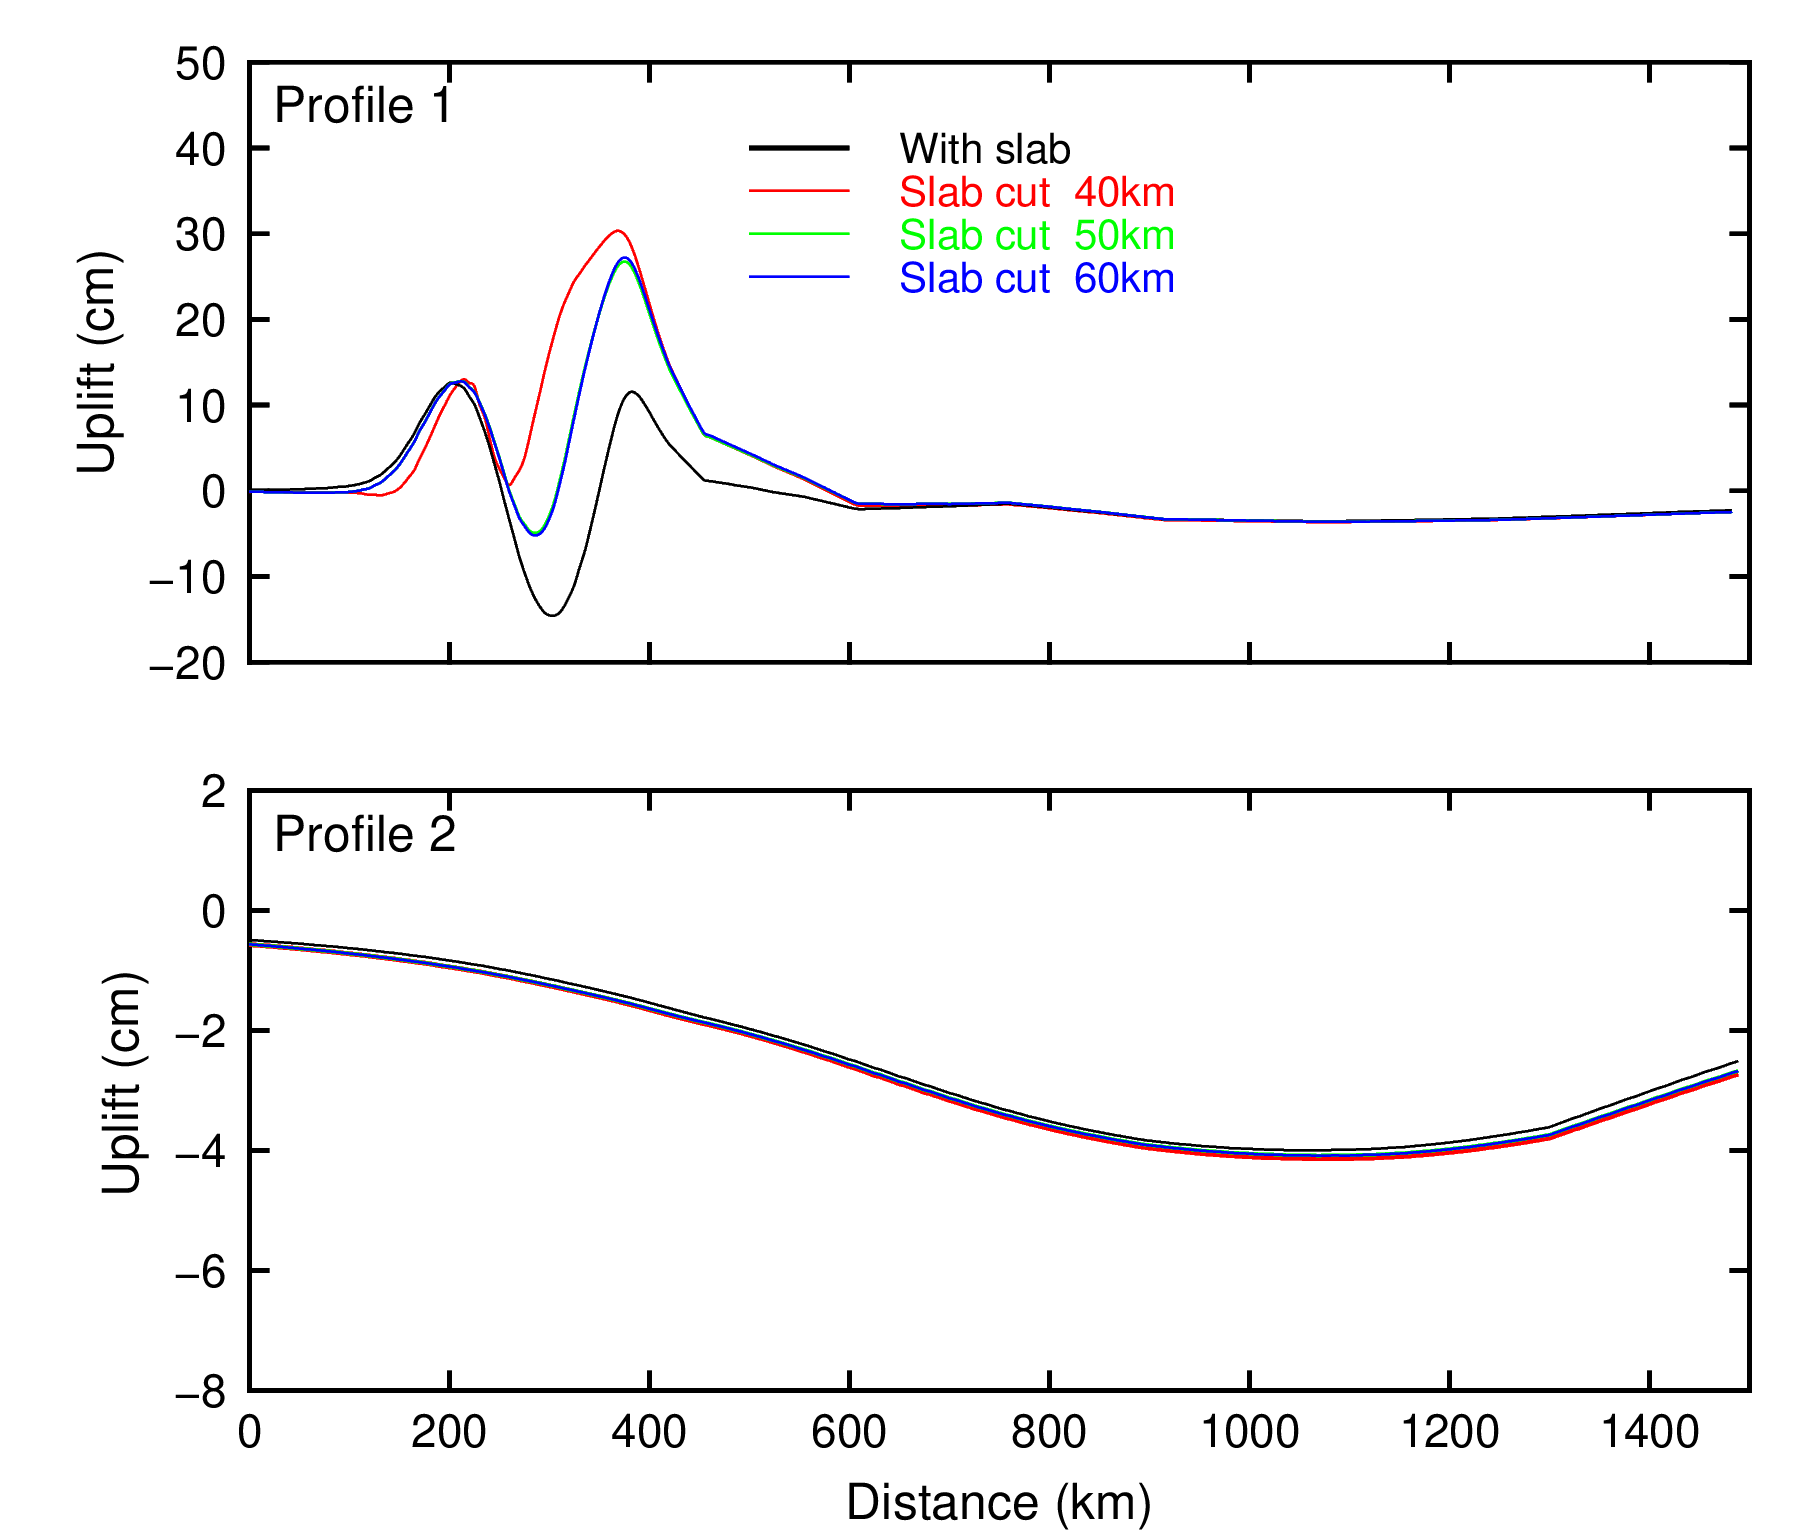 50
Profile 1
40
With slab
Slab cut 40km
30
Slab cut 50km
Slab cut 60km
20
10
0
−10
−20
Uplift (cm)
2
Profile 2
0
−2
−4
−6
−8
Uplift (cm)
0 200 400 600 800 1000 1200 1400
Distance (km)